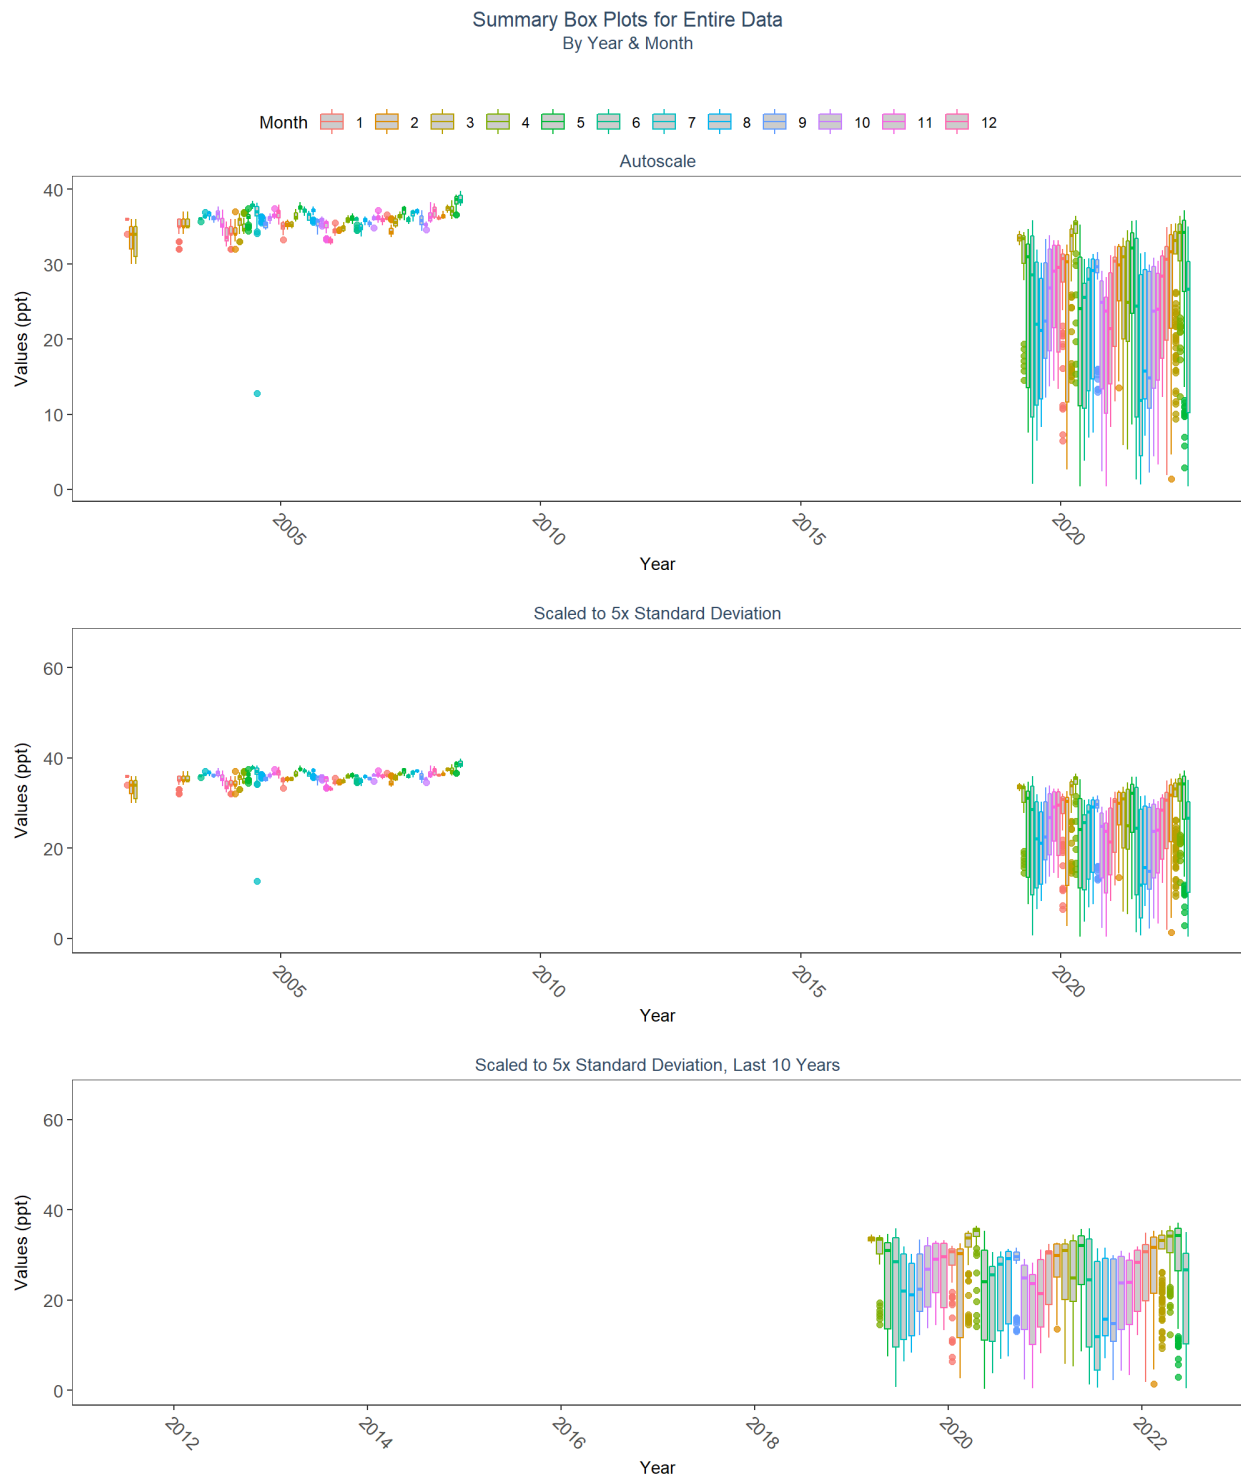 Summary Box Plots for Entire Data
By Year & Month
Month 1 2 3 4 5 6 7 8 9 10 11 12
Autoscale
40
30
20
10
0
Values (ppt)
2005 2010 2015 2020
Year
Scaled to 5x Standard Deviation
60
40
20
0
Values (ppt)
2005 2010 2015 2020
Year
Scaled to 5x Standard Deviation, Last 10 Years
60
40
20
0
Values (ppt)
2012 2014 2016 2018 2020 2022
Year